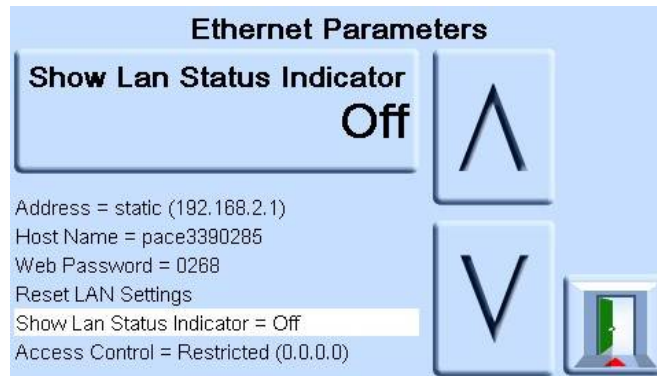 Ethernet Parameters
Show Lan Status Indicator
Off
Address = static (192.168.2.1)
Host Name = pace3390285
Web Password = 0268
Reset LAN Settings
Show Lan Status Indicator = Off
Access Control = Restricted (0.0.0.0)